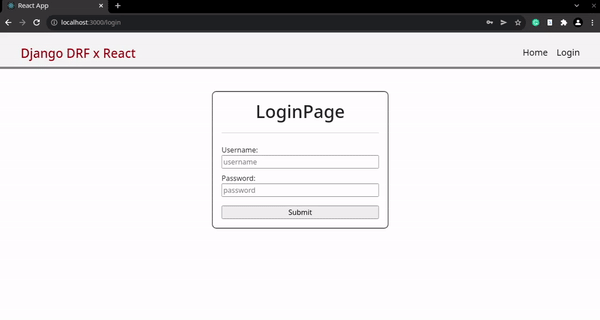 React App
localhost:3000/login
Django DRF x React
Home Login
LoginPage
Username:
username
Password:
password
Submit